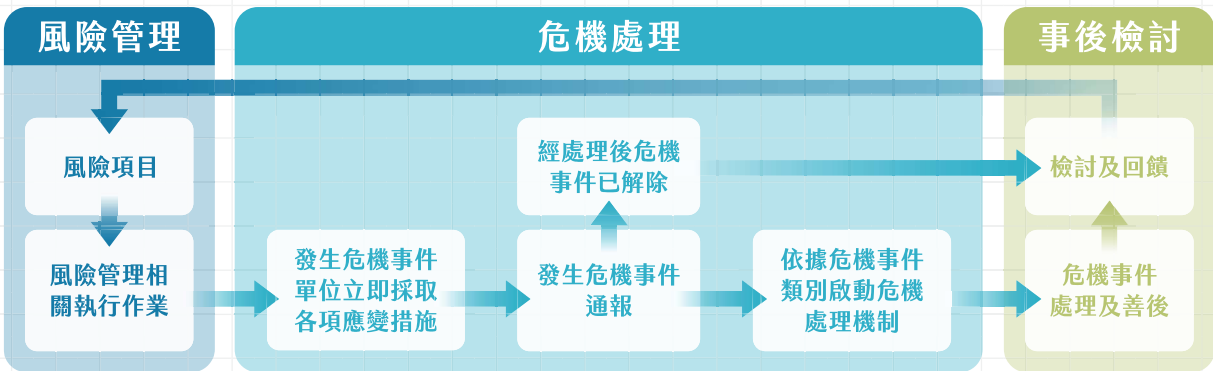 風險管理
危機處理
事後檢討
風險項目
經處理後危機
事件已解除
檢討及回饋
風險管理相
關執行作業
發生危機事件
單位立即採取
各項應變措施
發生危機事件
通報
依據危機事件
類別啟動危機
處理機制
危機事件
處理及善後